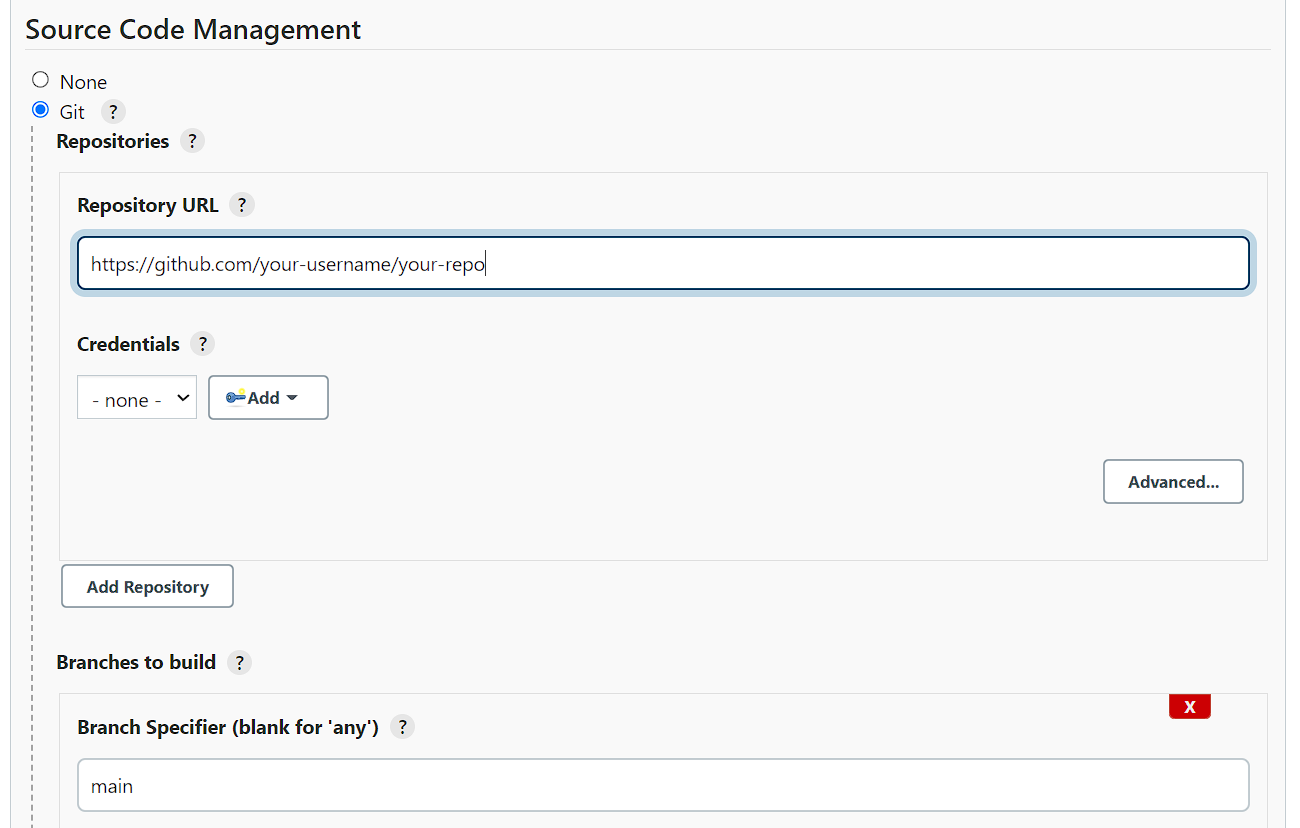 Source Code Management
None
Git ?
Repositories ?
Repository URL ?
https://github.com/your-username/your-repo
Credentials ?
- none - Add
Advanced...
Add Repository
Branches to build ?
X
Branch Specifier (blank for 'any') ?
main